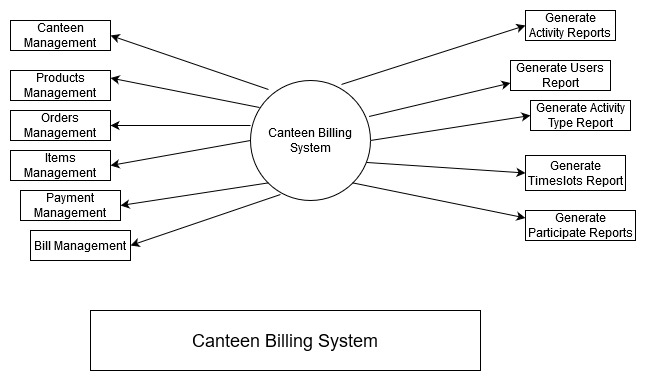 Canteen
Management
Products
Management
Orders
Management
Items
Management
Payment
Management
Bill Management
Canteen Billing
System
Generate
Activity Reports
Generate Users
Report
Generate Activity
Type Report
Generate
Timeslots Report
Generate
Participate Reports
Canteen Billing System